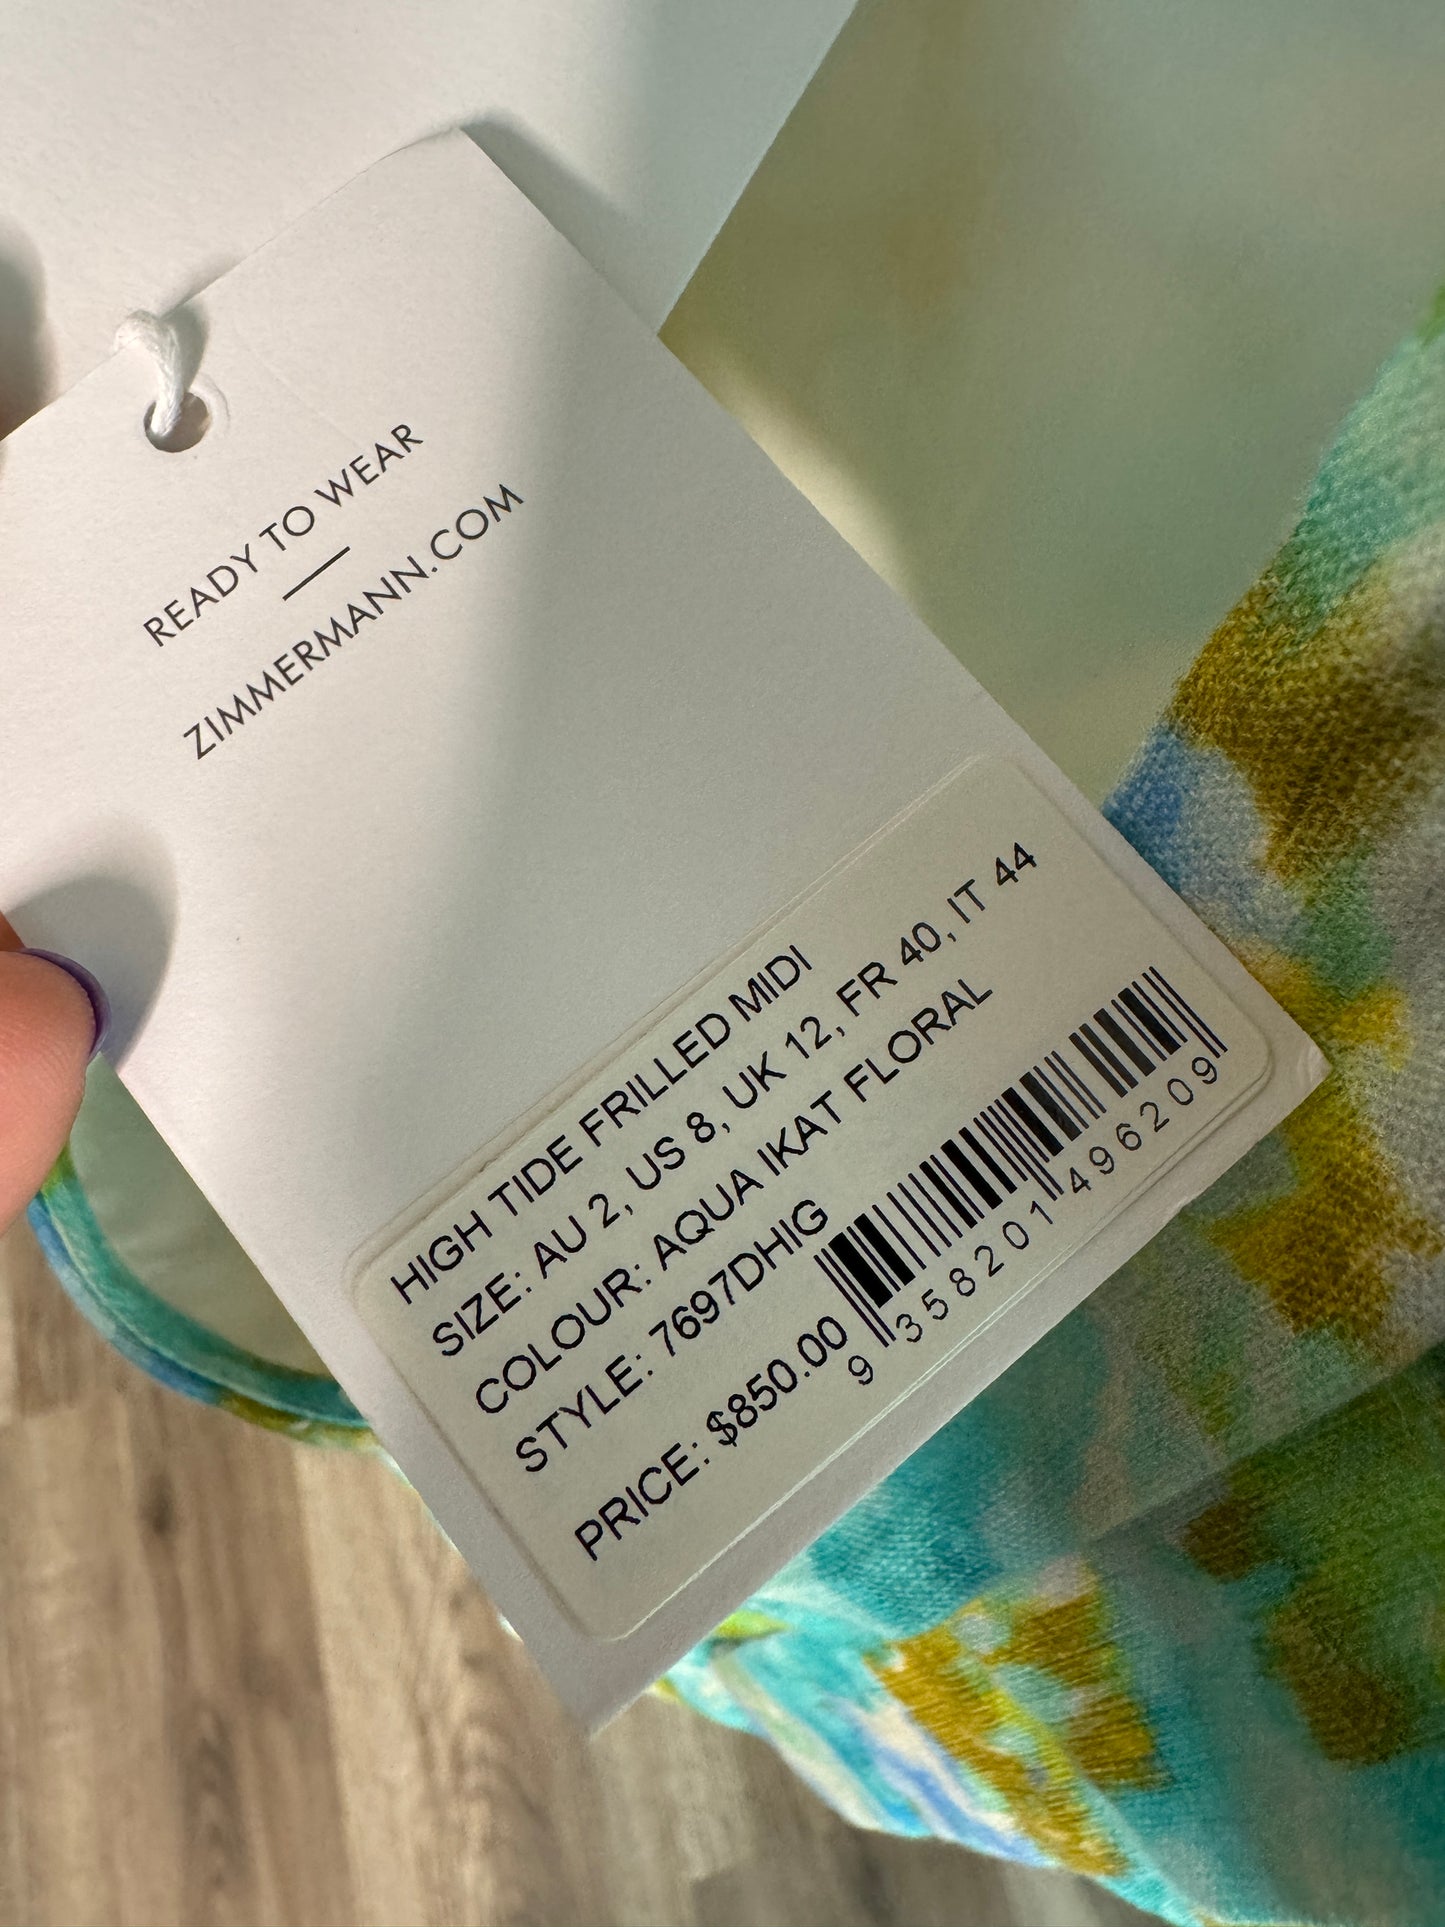 READY TO WEAR
ZIMMERMANN.COM
HIGH TIDE FRILLED MIDI
SIZE: AU 2, US 8, UK 12, FR 40, IT 44
COLOUR: AQUA IKAT FLORAL
STYLE: 7697DHIG
PRICE: $850.00
9 358201 496209